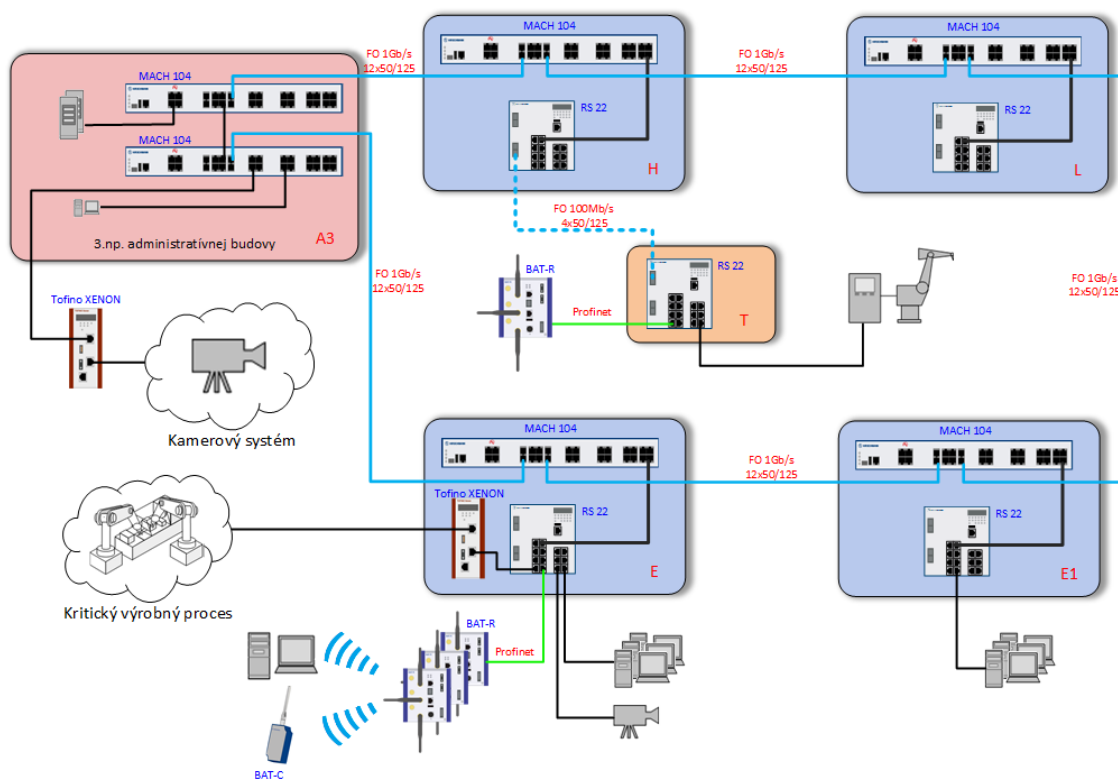 MACH 104
FO 1Gb/s
12x50/125
RS 22
H
MACH 104
FO 1Gb/s
12x50/125
RS 22
L
MACH 104
MACH 104
3.np. administratívnej budovy
A3
FO 100Mb/s
4x50/125
FO 1Gb/s
12x50/125
BAT-R
Profinet
RS 22
T
FO 1Gb/s
12x50/125
Tofino XENON
Kamerový systém
MACH 104
Tofino XENON
RS 22
E
FO 1Gb/s
12x50/125
MACH 104
RS 22
E1
Kritický výrobný proces
BAT-R
Profinet
BAT-C